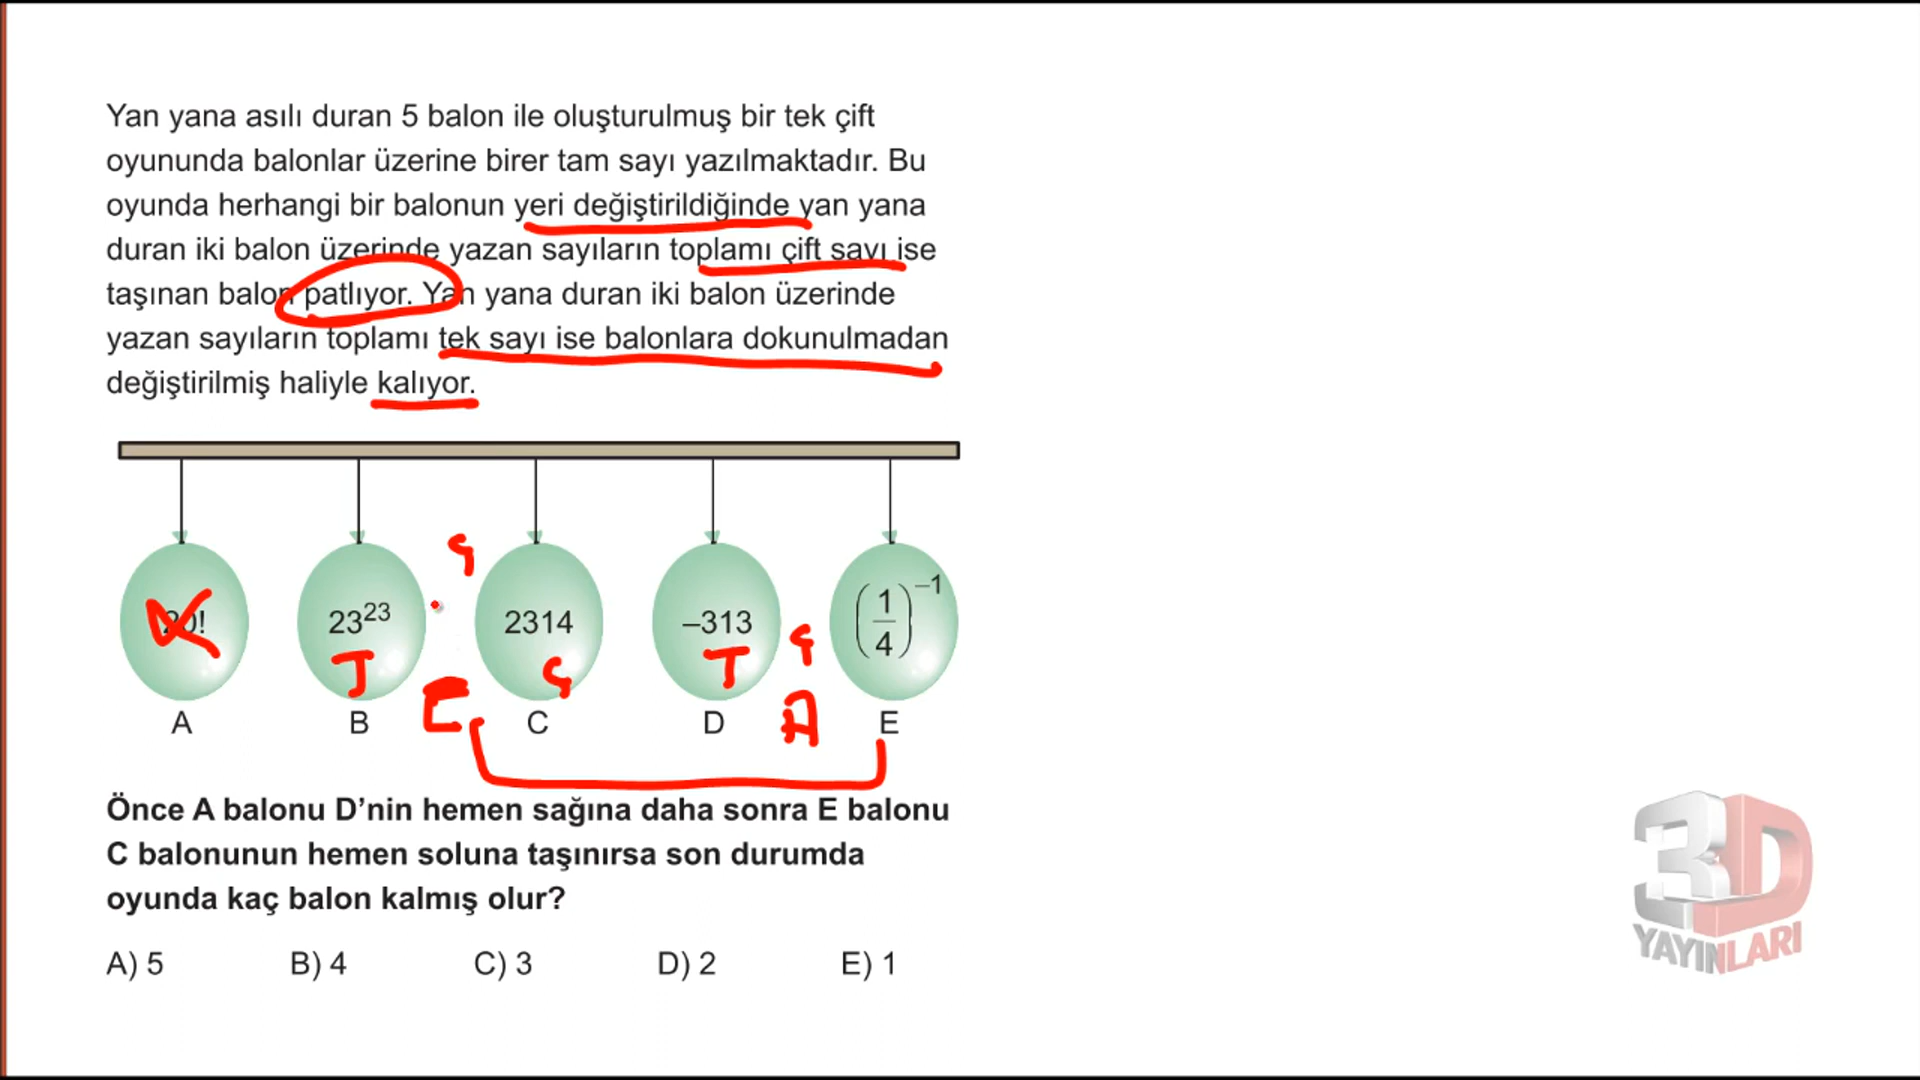 Yan yana asılı duran 5 balon ile oluşturulmuş bir tek çift
oyununda balonlar üzerine birer tam sayı yazılmaktadır. Bu
oyunda herhangi bir balonun yeri değiştirildiğinde yan yana
duran iki balon üzerinde yazan sayıların toplamı çift sayı ise
taşınan balon patlıyor. Yan yana duran iki balon üzerinde
yazan sayıların toplamı tek sayı ise balonlara dokunulmadan
değiştirilmiş haliyle kalıyor.
ç
20! 23²³ 2314 –313 (1/4)⁻¹
T ç T ç
E A
A B C D E
Önce A balonu D’nin hemen sağına daha sonra E balonu
C balonunun hemen soluna taşınırsa son durumda
oyunda kaç balon kalmış olur?
A) 5 B) 4 C) 3 D) 2 E) 1
3D
YAYINLARI